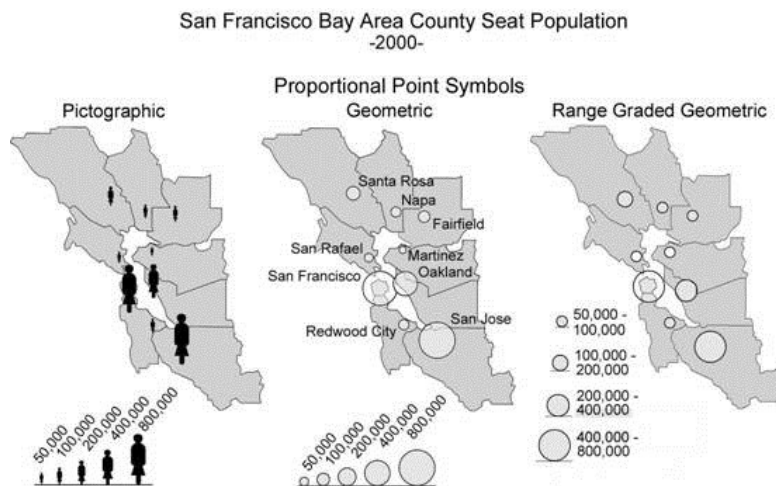 San Francisco Bay Area County Seat Population
-2000-
Proportional Point Symbols
Pictographic
Geometric
Range Graded Geometric
Santa Rosa
Napa
Fairfield
San Rafael
Martinez
Oakland
San Francisco
San Jose
Redwood City
50,000
100,000
200,000
400,000
800,000
50,000
100,000
200,000
400,000
800,000
50,000 -
100,000
100,000 -
200,000
200,000 -
400,000
400,000 -
800,000